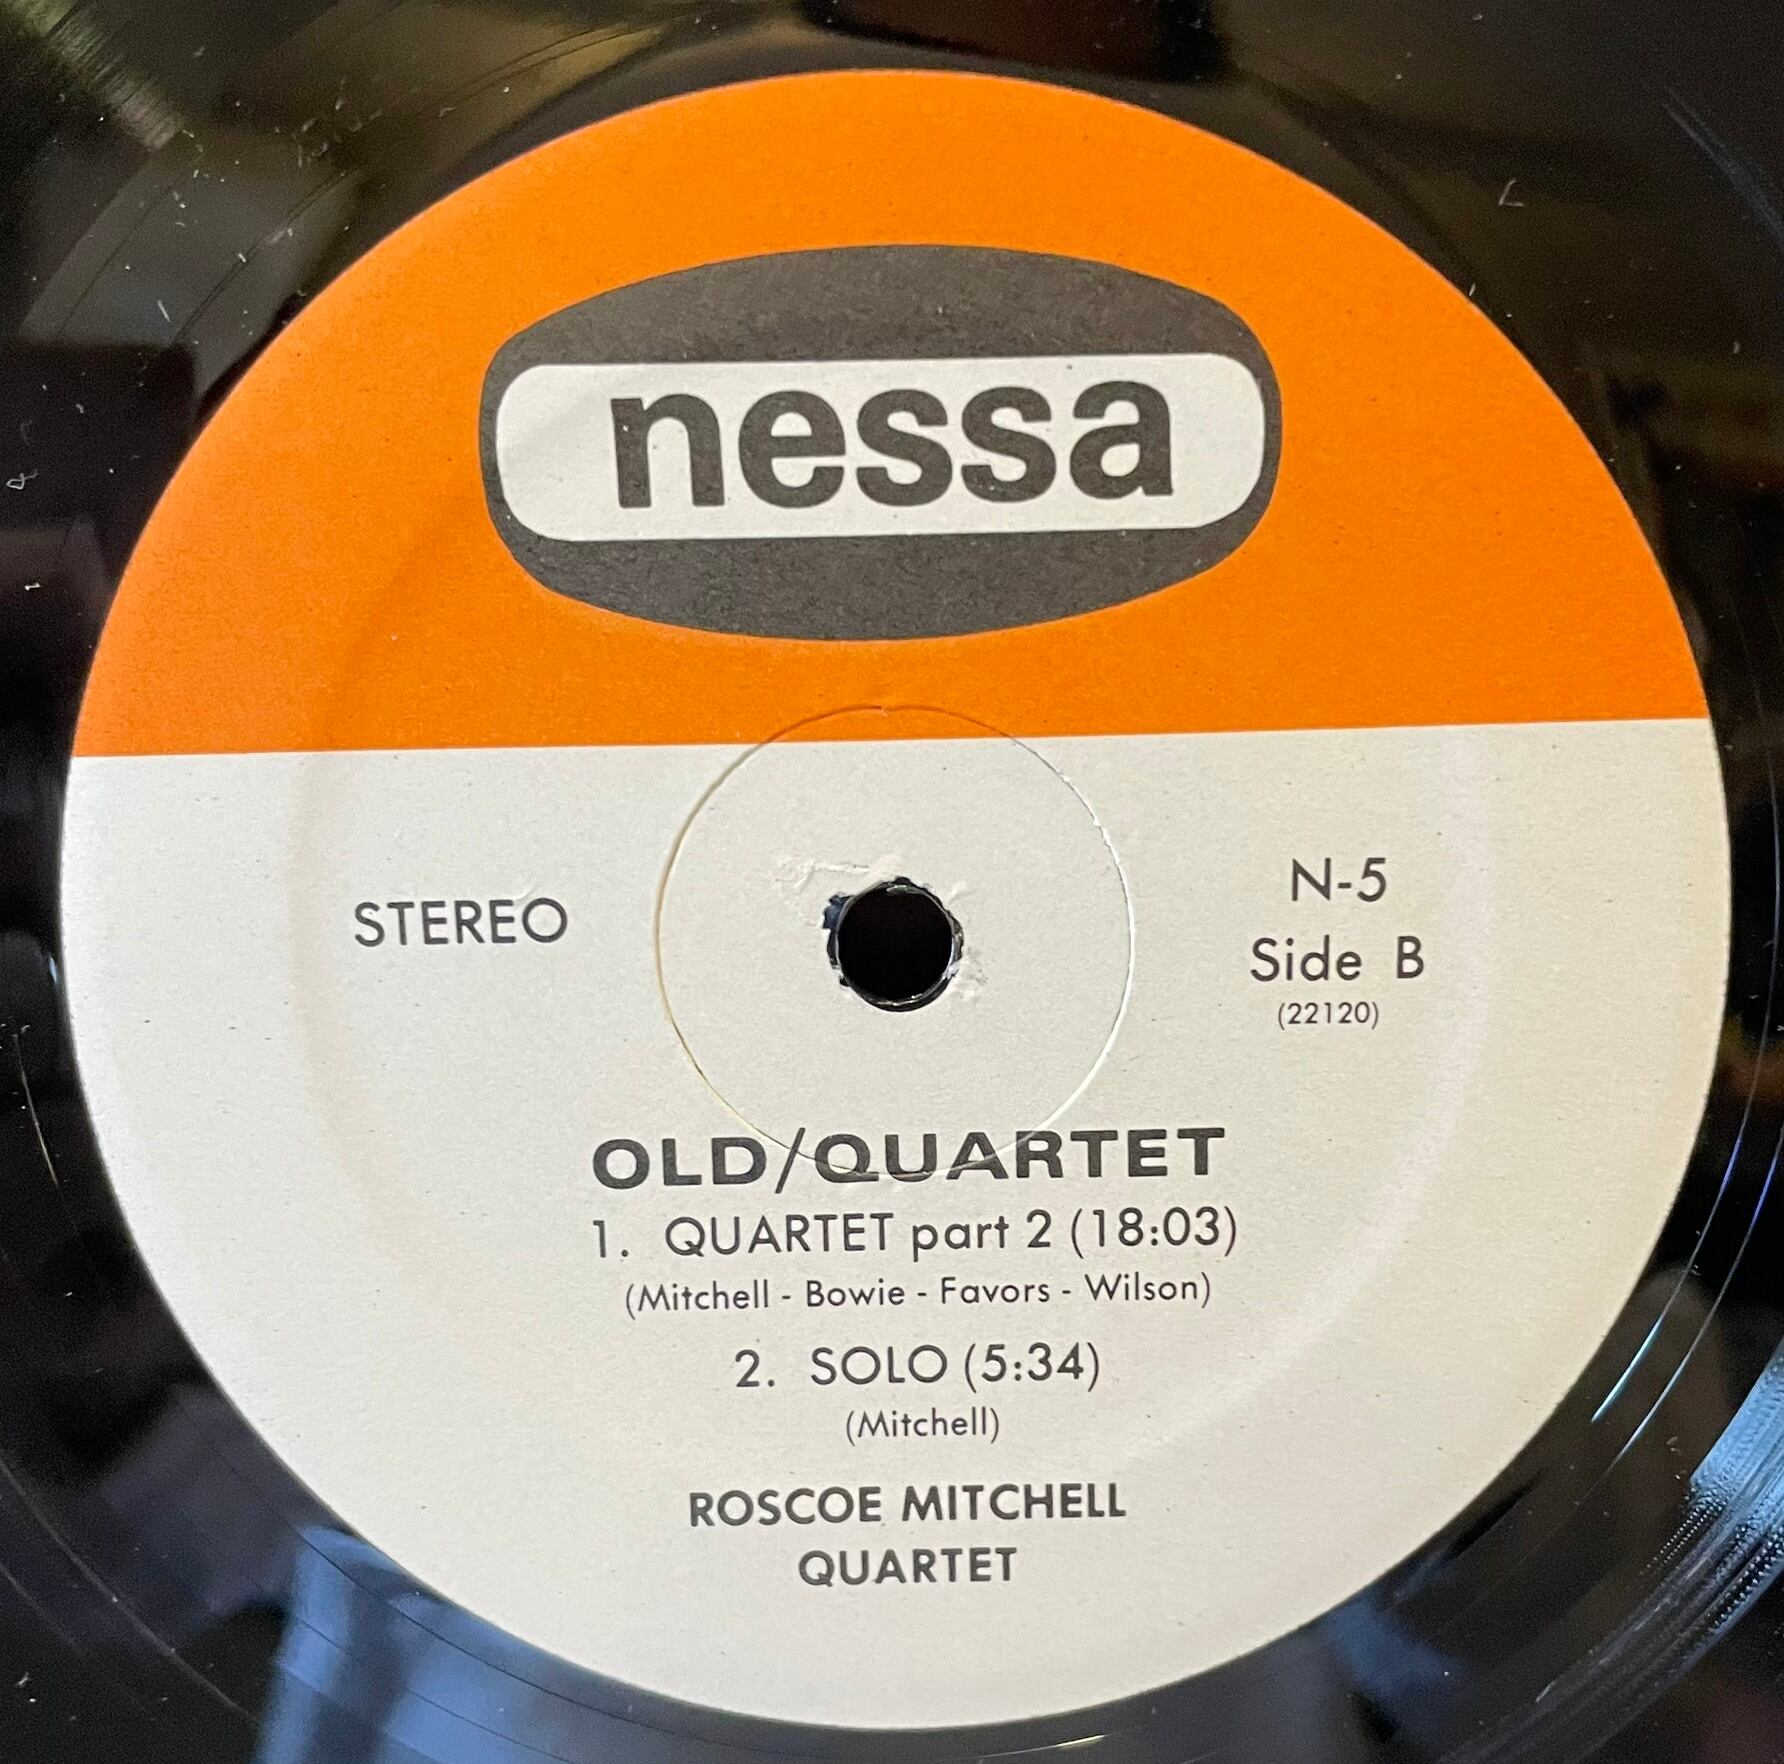 nessa
STEREO
N-5
Side B
(22120)
OLD/QUARTET
1. QUARTET part 2 (18:03)
(Mitchell - Bowie - Favors - Wilson)
2. SOLO (5:34)
(Mitchell)
ROSCOE MITCHELL
QUARTET